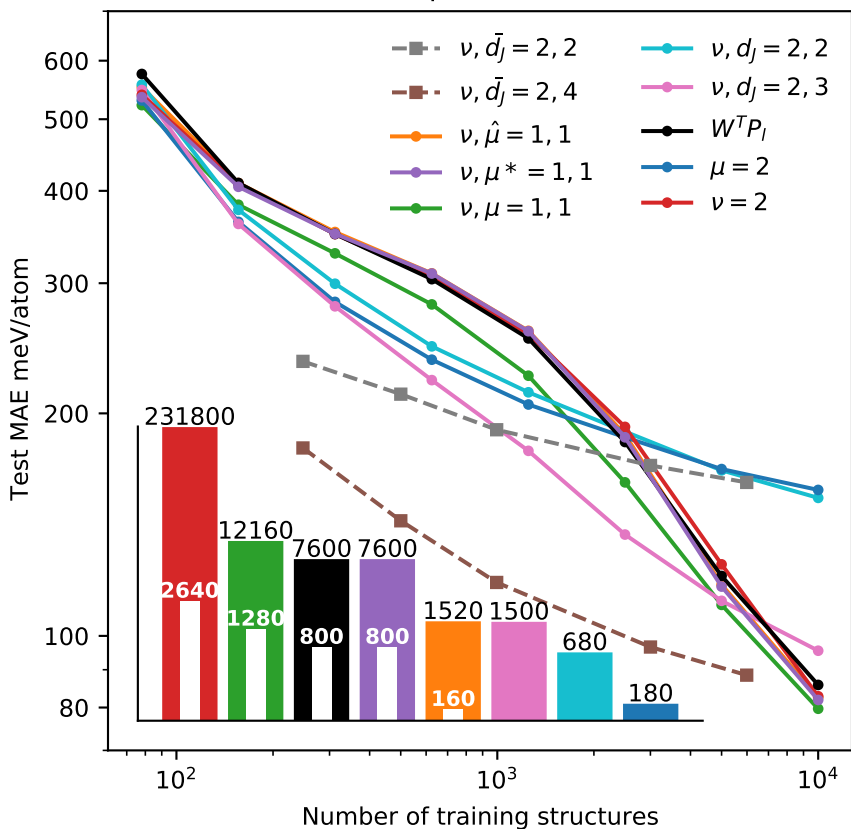 ν, d̄_J = 2, 2
ν, d̄_J = 2, 4
ν, μ̂ = 1, 1
ν, μ* = 1, 1
ν, μ = 1, 1
ν, d_J = 2, 2
ν, d_J = 2, 3
W^T P_l
μ = 2
ν = 2
600
500
400
300
200
100
80
Test MAE meV/atom
231800
12160
7600
7600
1520
1500
680
180
2640
1280
800
800
160
10²
10³
10⁴
Number of training structures